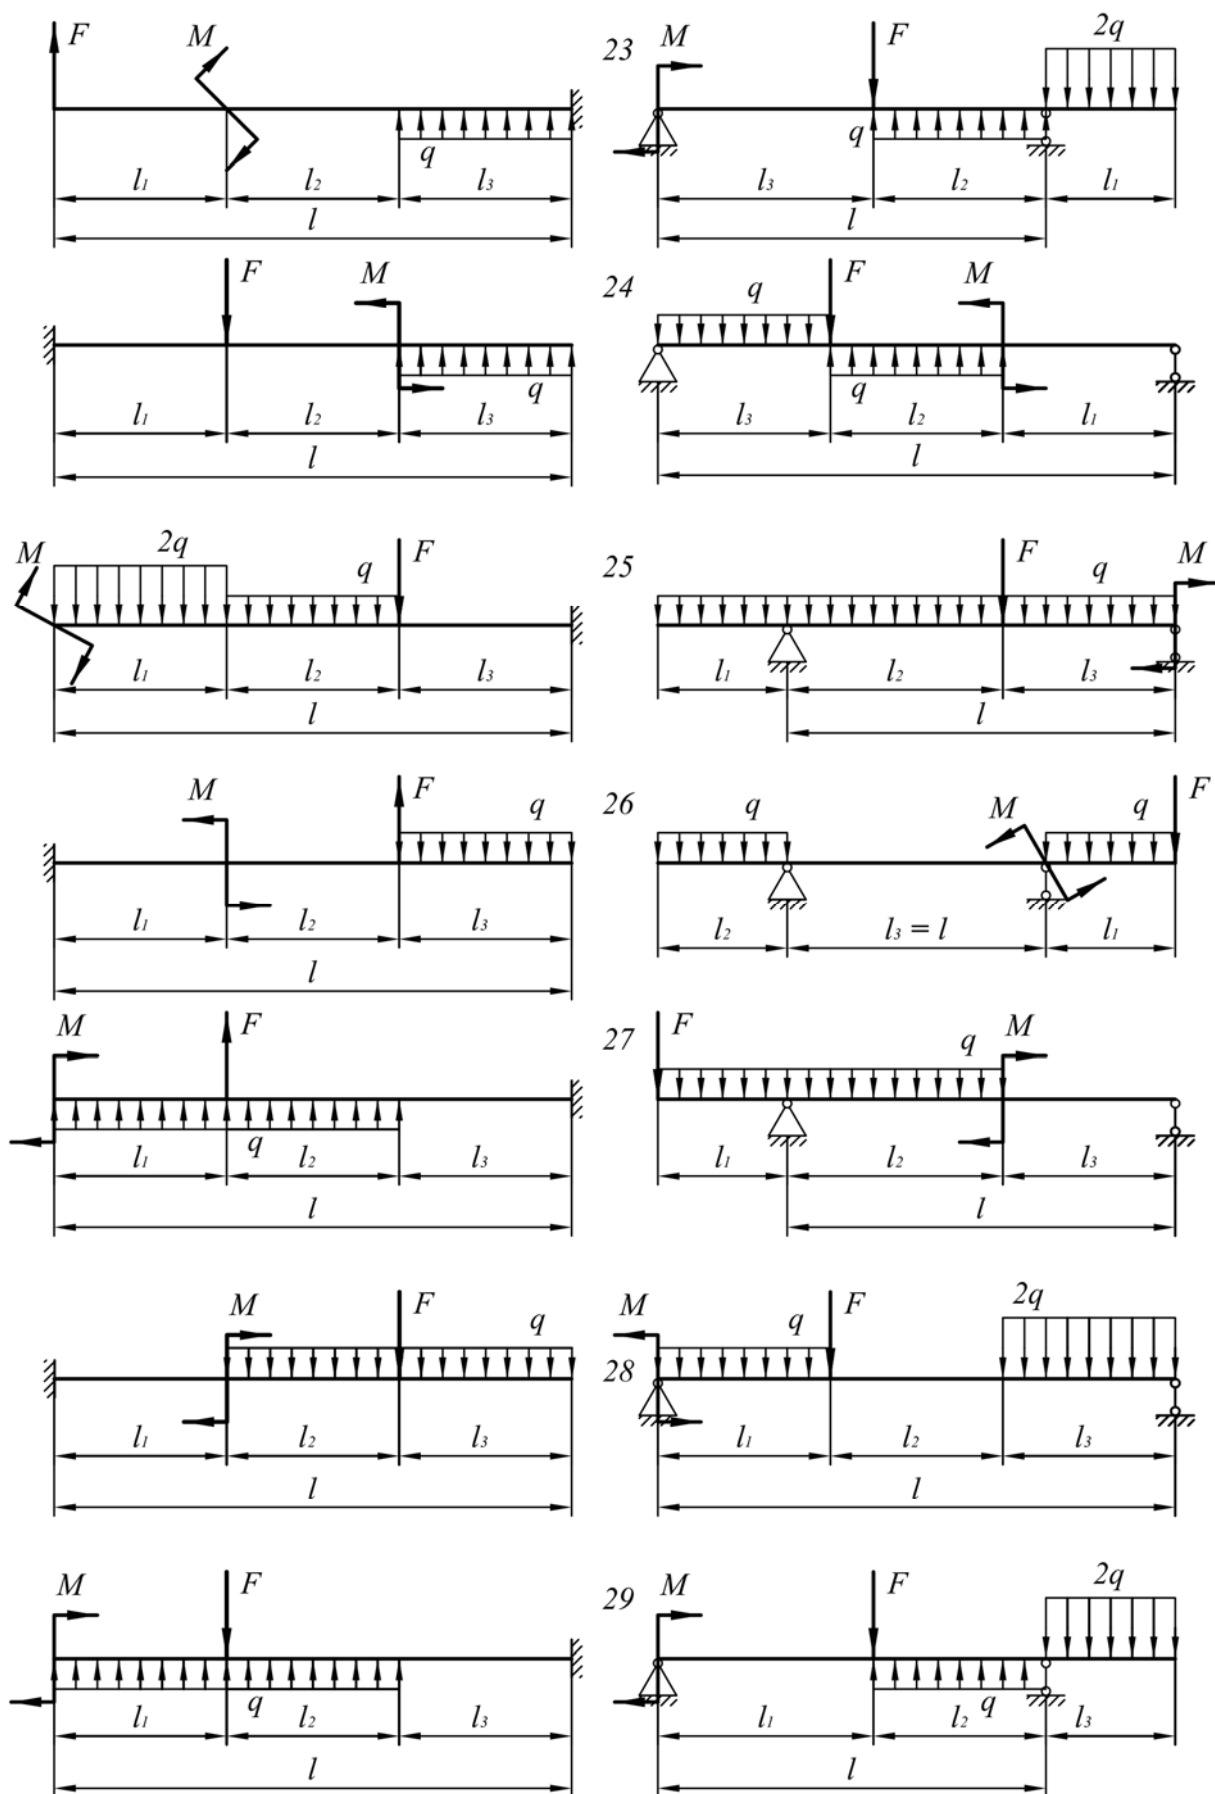 F M 23 M F 2q
q q
l1 l2 l3 l3 l2 l1
l l
F M 24 q F M
q q
l1 l2 l3 l3 l2 l1
l l
M 2q q F 25 F q M
l1 l2 l3 l1 l2 l3
l l
M F q 26 q M q F
l1 l2 l3 l2 l3 = l l1
l
M F 27 F q M
q
l1 l2 l3 l1 l2 l3
l l
M F q 28 M q F 2q
l1 l2 l3 l1 l2 l3
l l
M F 29 M F 2q
q q
l1 l2 l3 l1 l2 l3
l l